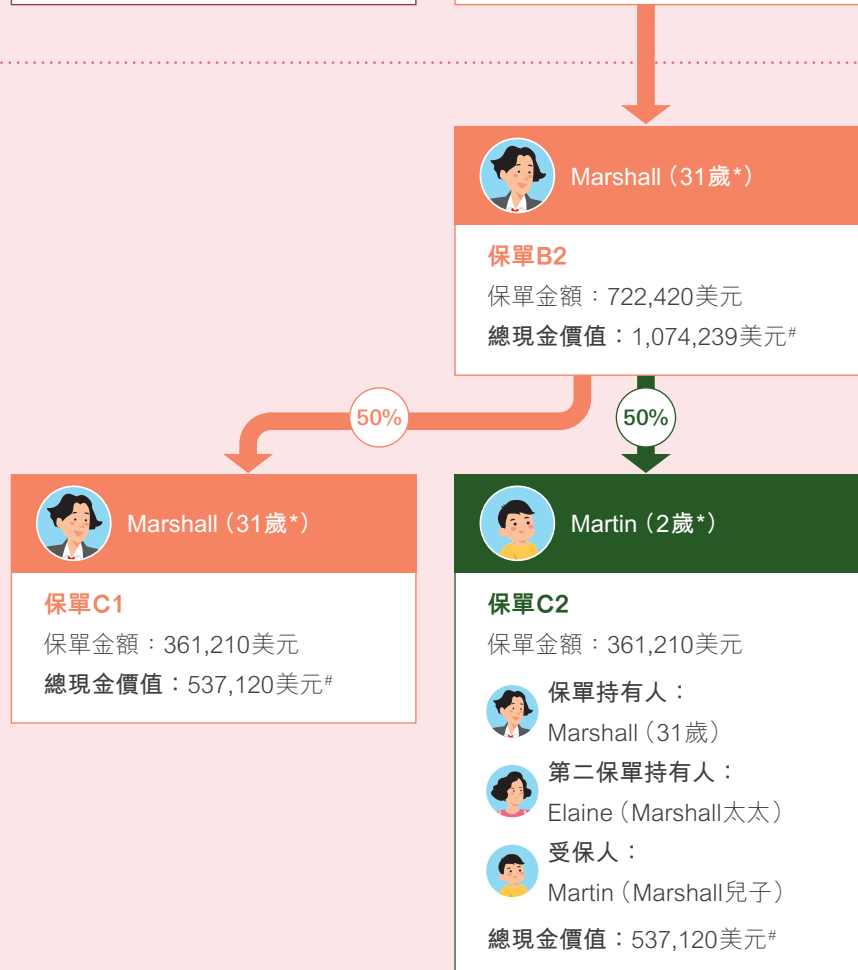 Marshall（31歲*）
保單B2
保單金額：722,420美元
總現金價值：1,074,239美元#
50%
50%
Marshall（31歲*）
保單C1
保單金額：361,210美元
總現金價值：537,120美元#
Martin（2歲*）
保單C2
保單金額：361,210美元
保單持有人：
Marshall（31歲）
第二保單持有人：
Elaine（Marshall太太）
受保人：
Martin（Marshall兒子）
總現金價值：537,120美元#